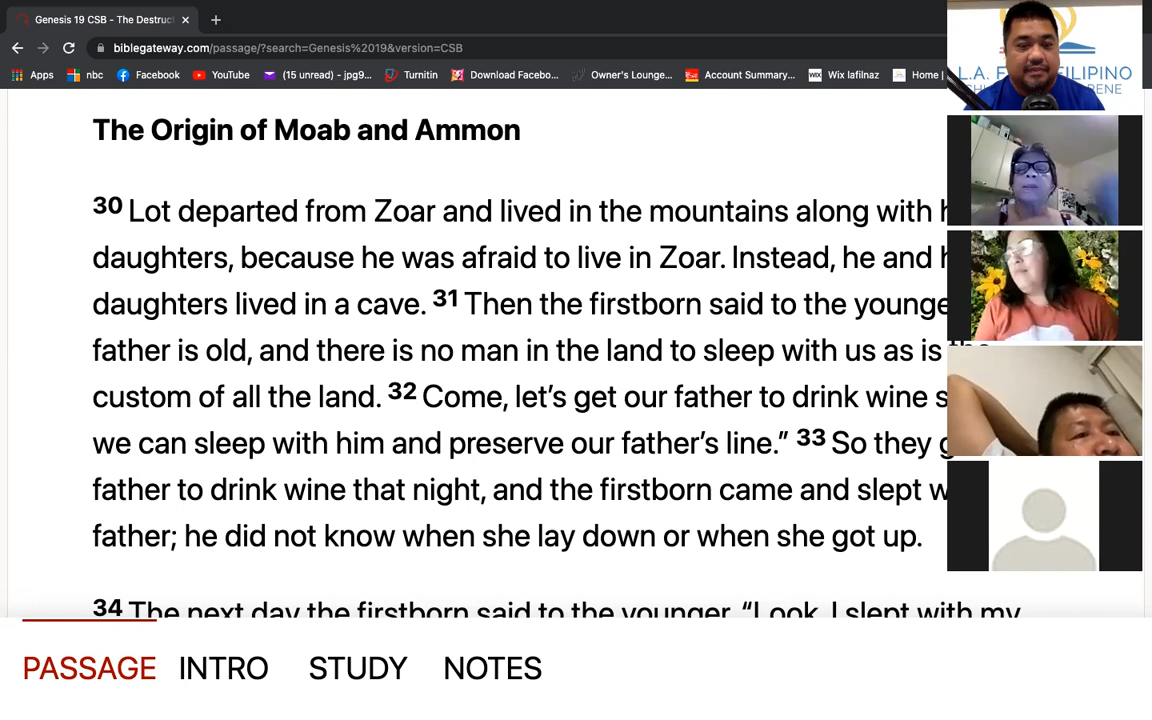 Genesis 19 CSB - The Destruc
biblegateway.com/passage/?search=Genesis%2019&version=CSB
Apps nbc Facebook YouTube (15 unread) - jpg9... Turnitin Download Facebo... Owner's Lounge... Account Summary... Wix lafilnaz Home |
L.A. F FILIPINO
The Origin of Moab and Ammon
30 Lot departed from Zoar and lived in the mountains along with h
daughters, because he was afraid to live in Zoar. Instead, he and h
daughters lived in a cave. 31 Then the firstborn said to the younge
father is old, and there is no man in the land to sleep with us as is the
custom of all the land. 32 Come, let’s get our father to drink wine s
we can sleep with him and preserve our father’s line.” 33 So they g
father to drink wine that night, and the firstborn came and slept w
father; he did not know when she lay down or when she got up.
34 The next day the firstborn said to the younger, “Look, I slept with my
PASSAGE INTRO STUDY NOTES